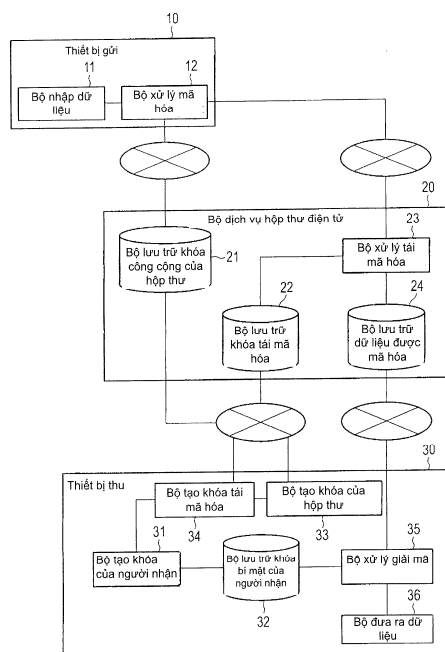 10
Thiết bị gửi
11
12
Bộ nhập dữ
liệu
Bộ xử lý mã
hóa
20
Bộ dịch vụ hộp thư điện tử
23
Bộ lưu trữ khóa
công cộng của
hộp thư
21
Bộ xử lý tái
mã hóa
22
24
Bộ lưu trữ
khóa tái mã
hóa
Bộ lưu trữ
dữ liệu được
mã hóa
30
Thiết bị thu
Bộ tạo khóa tái
mã hóa
Bộ tạo khóa của
hộp thư
31
34
33
35
Bộ tạo khóa
của người nhận
Bộ lưu trữ khóa
bí mật của
người nhận
Bộ xử lý giải mã
32
36
Bộ đưa ra dữ
liệu